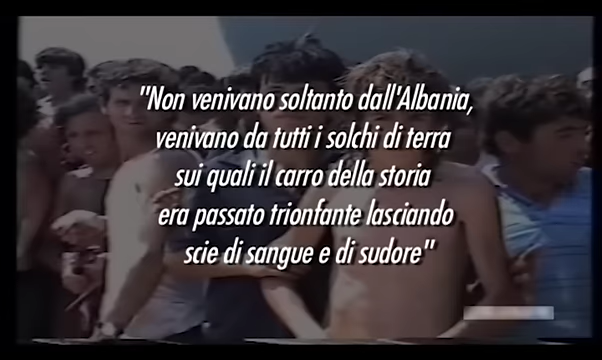 "Non venivano soltanto dall'Albania,
venivano da tutti i solchi di terra
sui quali il carro della storia
era passato trionfante lasciando
scie di sangue e di sudore"